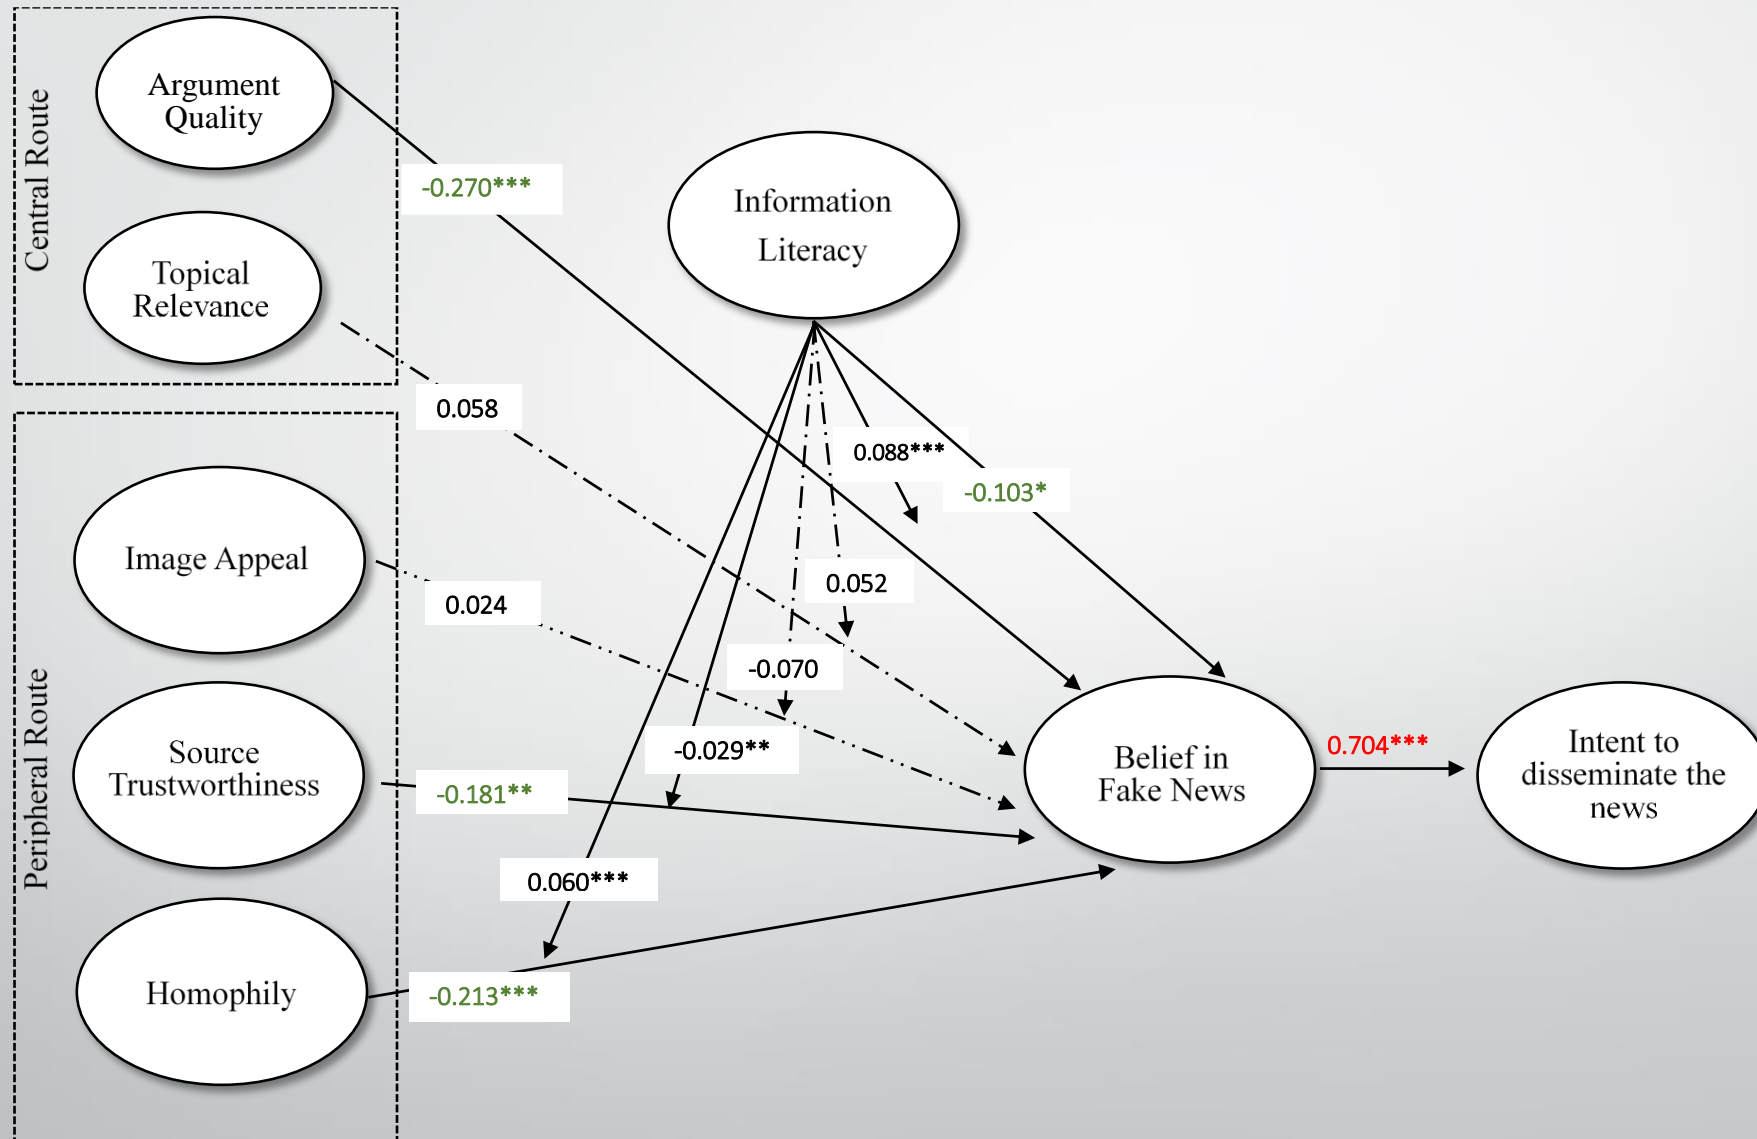 Central Route
Argument
Quality
Topical
Relevance
-0.270***
0.058
Information
Literacy
0.088***
-0.103*
0.052
-0.070
-0.029**
0.060***
Peripheral Route
Image Appeal
0.024
Source
Trustworthiness
-0.181**
Homophily
-0.213***
Belief in
Fake News
0.704***
Intent to
disseminate the
news